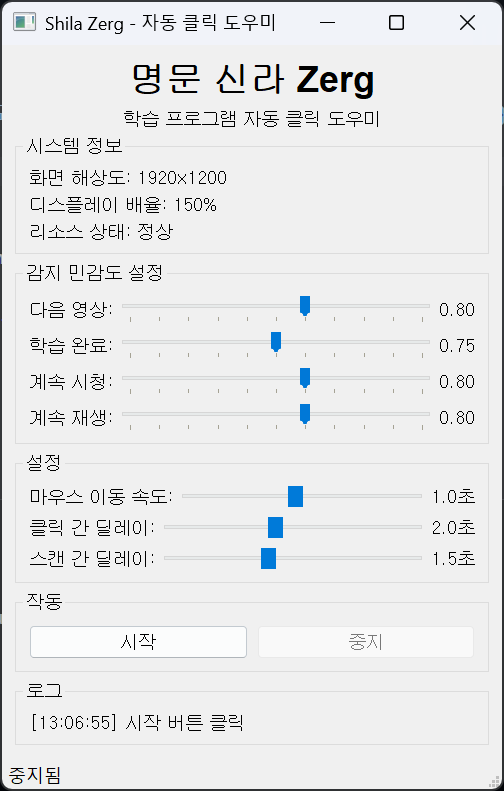 Shila Zerg - 자동 클릭 도우미
명문 신라 Zerg
학습 프로그램 자동 클릭 도우미
시스템 정보
화면 해상도: 1920x1200
디스플레이 배율: 150%
리소스 상태: 정상
감지 민감도 설정
다음 영상: 0.80
학습 완료: 0.75
계속 시청: 0.80
계속 재생: 0.80
설정
마우스 이동 속도: 1.0초
클릭 간 딜레이: 2.0초
스캔 간 딜레이: 1.5초
작동
시작 중지
로그
[13:06:55] 시작 버튼 클릭
중지됨